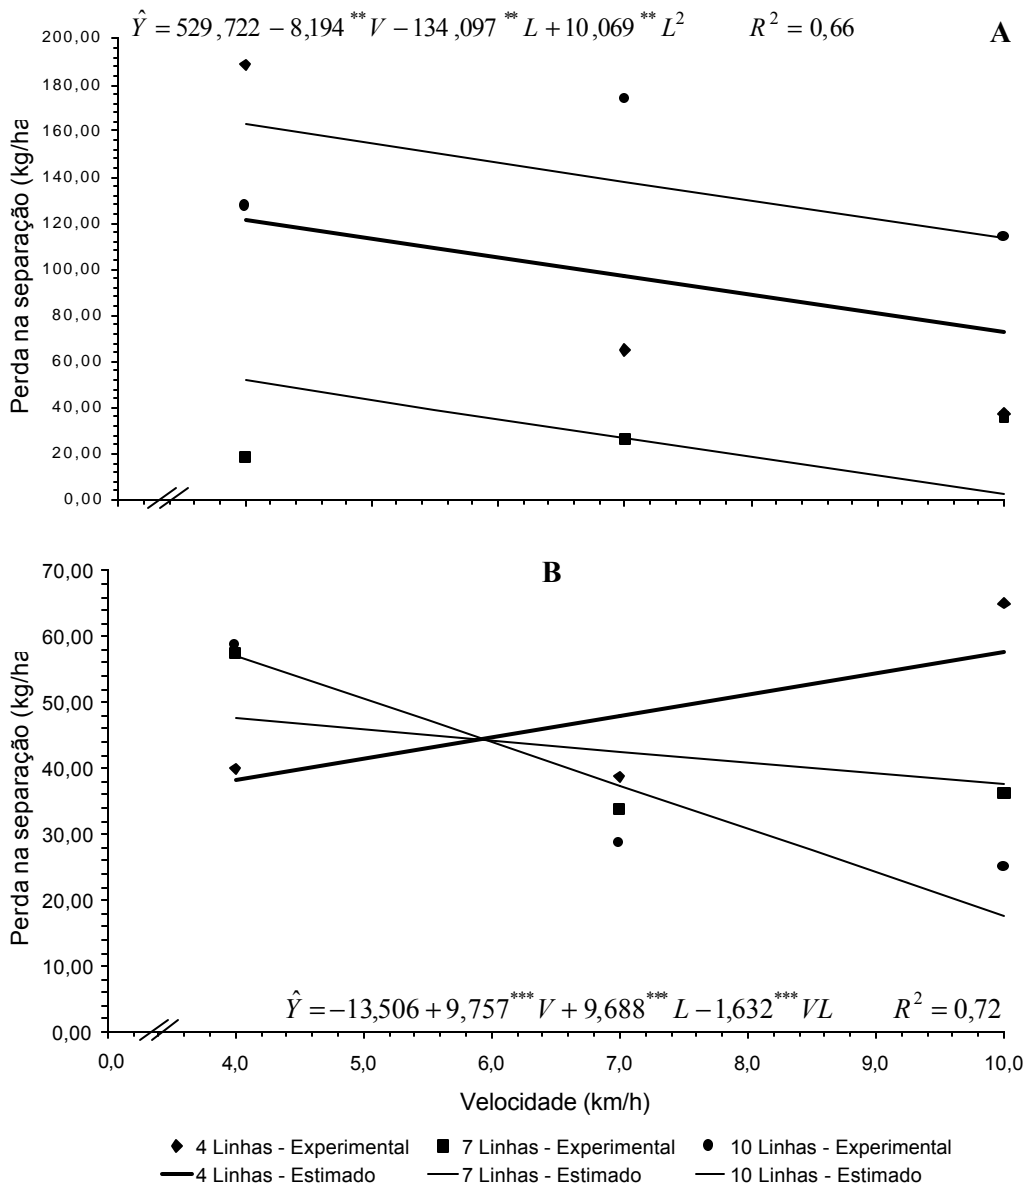 Ŷ = 529,722 − 8,194 ** V − 134,097 ** L + 10,069 ** L² R² = 0,66
A
Perda na separação (kg/ha
200,00
180,00
160,00
140,00
120,00
100,00
80,00
60,00
40,00
20,00
0,00
B
Perda na separação (kg/ha
70,00
60,00
50,00
40,00
30,00
20,00
10,00
0,00
Ŷ = −13,506 + 9,757 *** V + 9,688 *** L − 1,632 *** VL R² = 0,72
0,0 4,0 5,0 6,0 7,0 8,0 9,0 10,0
Velocidade (km/h)
4 Linhas - Experimental 7 Linhas - Experimental 10 Linhas - Experimental
4 Linhas - Estimado 7 Linhas - Estimado 10 Linhas - Estimado